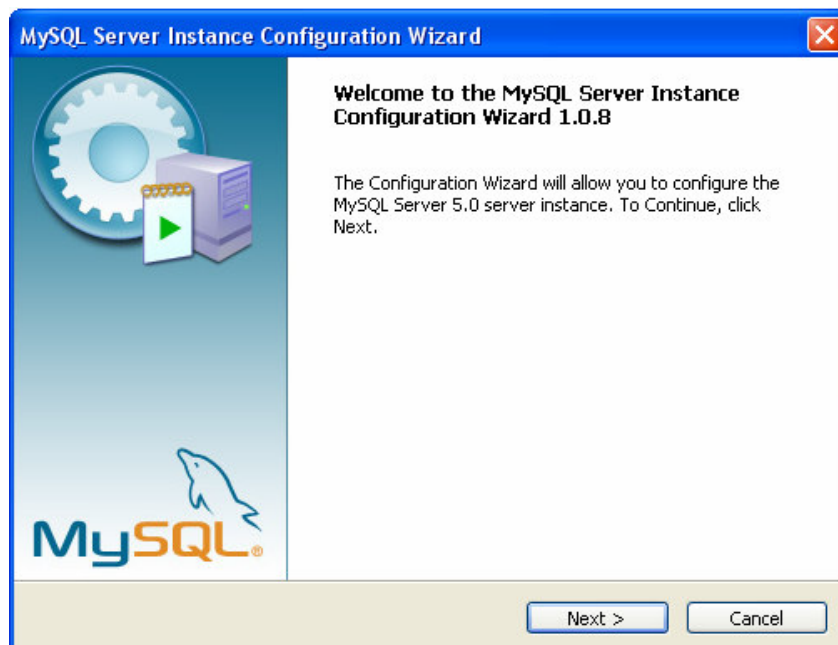 MySQL Server Instance Configuration Wizard
Welcome to the MySQL Server Instance
Configuration Wizard 1.0.8
The Configuration Wizard will allow you to configure the
MySQL Server 5.0 server instance. To Continue, click
Next.
MySQL®
Next >
Cancel